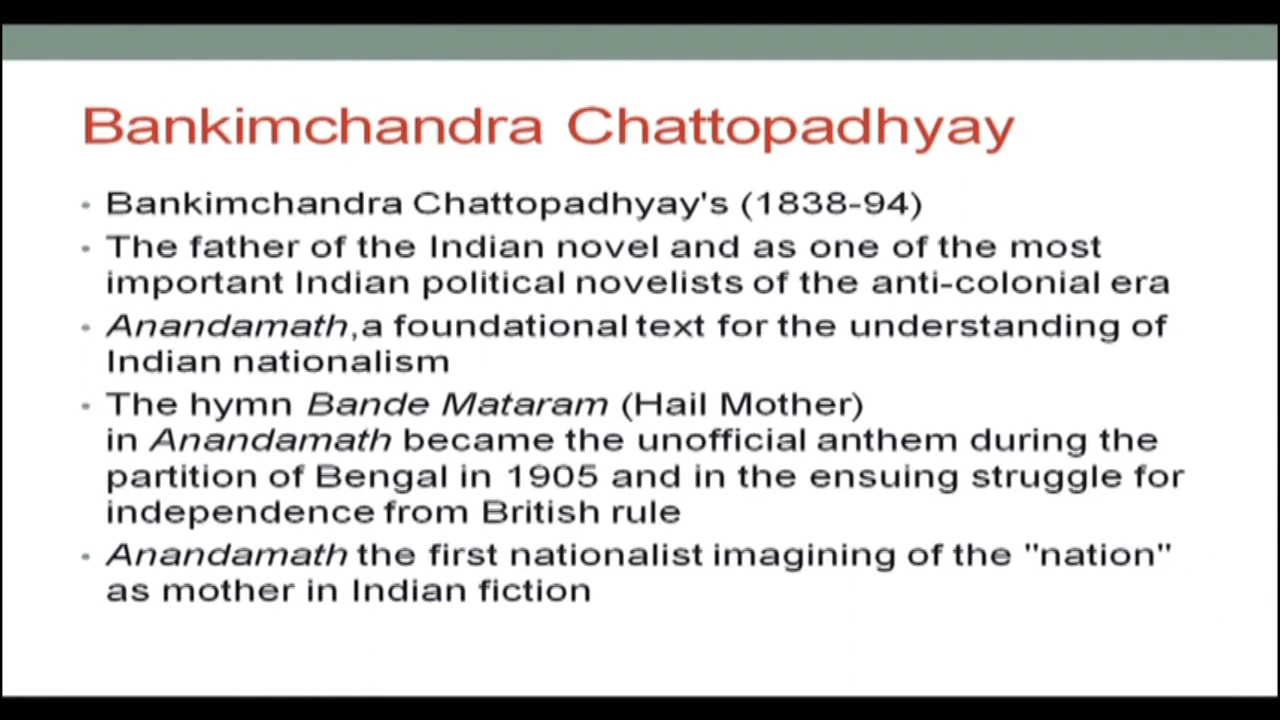 Bankimchandra Chattopadhyay
• Bankimchandra Chattopadhyay's (1838-94)
• The father of the Indian novel and as one of the most
important Indian political novelists of the anti-colonial era
• Anandamath,a foundational text for the understanding of
Indian nationalism
• The hymn Bande Mataram (Hail Mother)
in Anandamath became the unofficial anthem during the
partition of Bengal in 1905 and in the ensuing struggle for
independence from British rule
• Anandamath the first nationalist imagining of the "nation"
as mother in Indian fiction